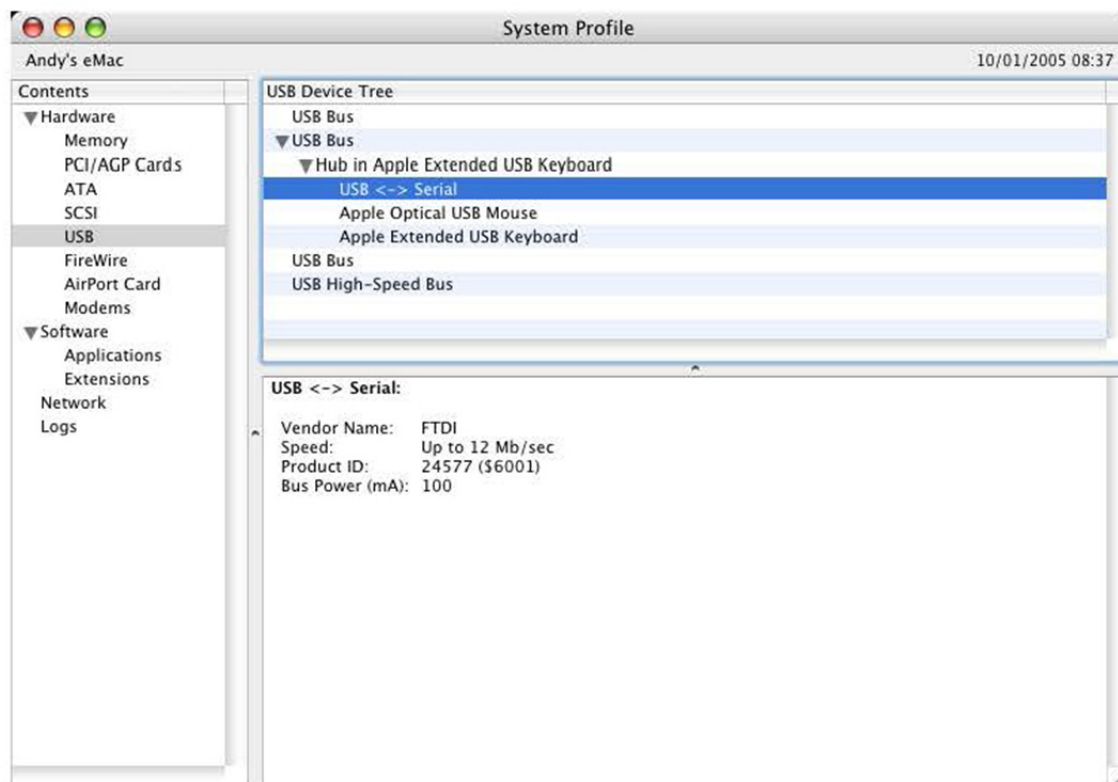 System Profile
Andy's eMac 10/01/2005 08:37
Contents
Hardware
Memory
PCI/AGP Cards
ATA
SCSI
USB
FireWire
AirPort Card
Modems
Software
Applications
Extensions
Network
Logs
USB Device Tree
USB Bus
USB Bus
Hub in Apple Extended USB Keyboard
USB <-> Serial
Apple Optical USB Mouse
Apple Extended USB Keyboard
USB Bus
USB High-Speed Bus
USB <-> Serial:
Vendor Name: FTDI
Speed: Up to 12 Mb/sec
Product ID: 24577 ($6001)
Bus Power (mA): 100